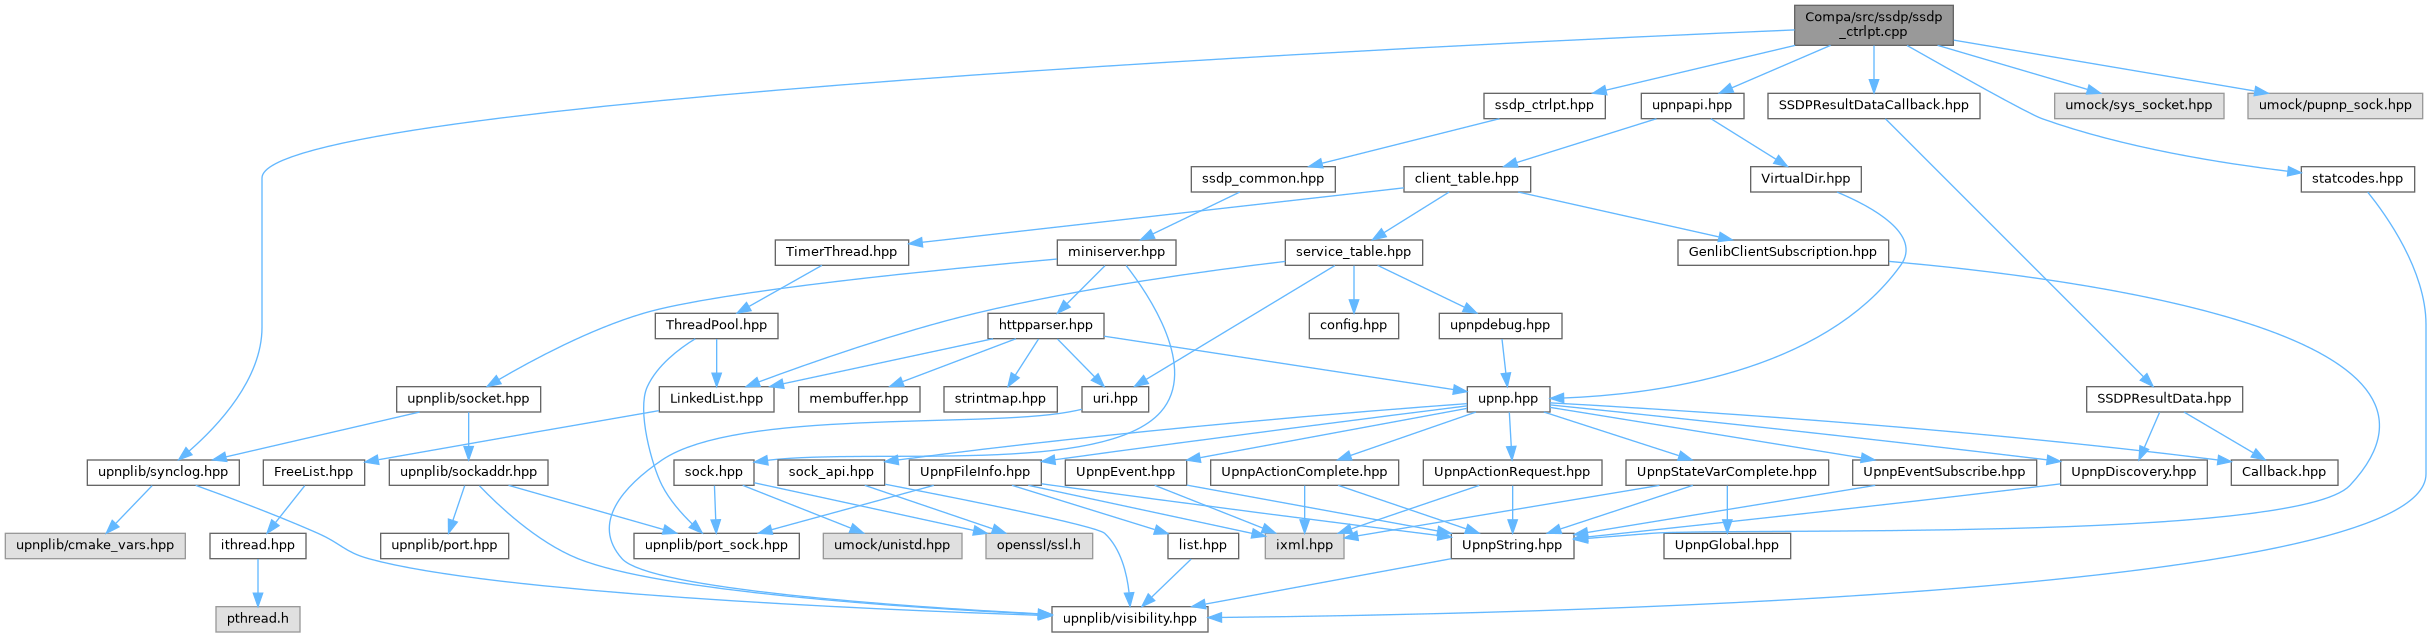 Compa/src/ssdp/ssdp
_ctrlpt.cpp
ssdp_ctrlpt.hpp
upnpapi.hpp
SSDPResultDataCallback.hpp
umock/sys_socket.hpp
umock/pupnp_sock.hpp
ssdp_common.hpp
client_table.hpp
VirtualDir.hpp
statcodes.hpp
TimerThread.hpp
miniserver.hpp
service_table.hpp
GenlibClientSubscription.hpp
ThreadPool.hpp
httpparser.hpp
config.hpp
upnpdebug.hpp
upnplib/socket.hpp
LinkedList.hpp
membuffer.hpp
strintmap.hpp
uri.hpp
upnp.hpp
SSDPResultData.hpp
upnplib/synclog.hpp
FreeList.hpp
upnplib/sockaddr.hpp
sock.hpp
sock_api.hpp
UpnpFileInfo.hpp
UpnpEvent.hpp
UpnpActionComplete.hpp
UpnpActionRequest.hpp
UpnpStateVarComplete.hpp
UpnpEventSubscribe.hpp
UpnpDiscovery.hpp
Callback.hpp
upnplib/cmake_vars.hpp
ithread.hpp
upnplib/port.hpp
upnplib/port_sock.hpp
umock/unistd.hpp
openssl/ssl.h
list.hpp
ixml.hpp
UpnpString.hpp
UpnpGlobal.hpp
pthread.h
upnplib/visibility.hpp